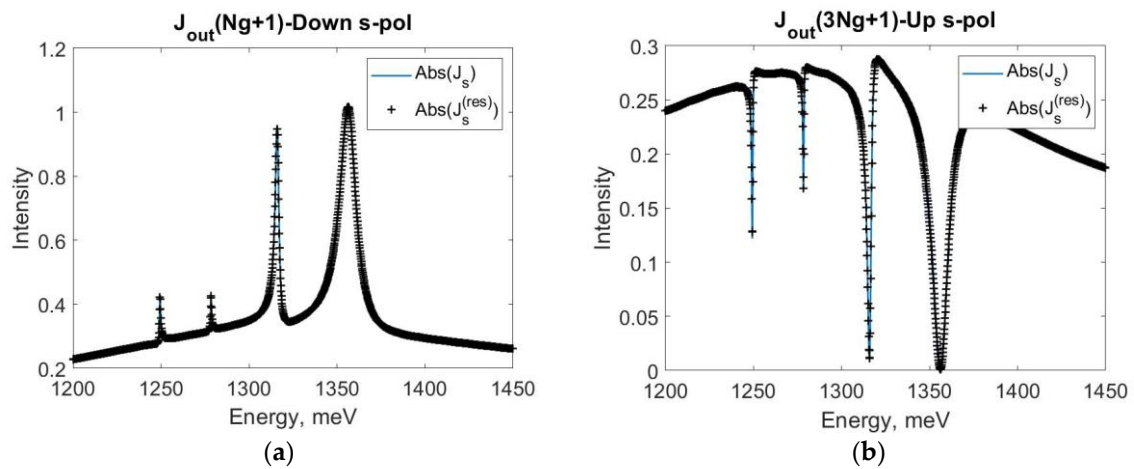 J_out(Ng+1)-Down s-pol
1.2
1
0.8
0.6
0.4
0.2
Intensity
Abs(J_s)
Abs(J_s^(res))
1200 1250 1300 1350 1400 1450
Energy, meV
(a)
J_out(3Ng+1)-Up s-pol
0.3
0.25
0.2
0.15
0.1
0.05
0
Intensity
Abs(J_s)
Abs(J_s^(res))
1200 1250 1300 1350 1400 1450
Energy, meV
(b)